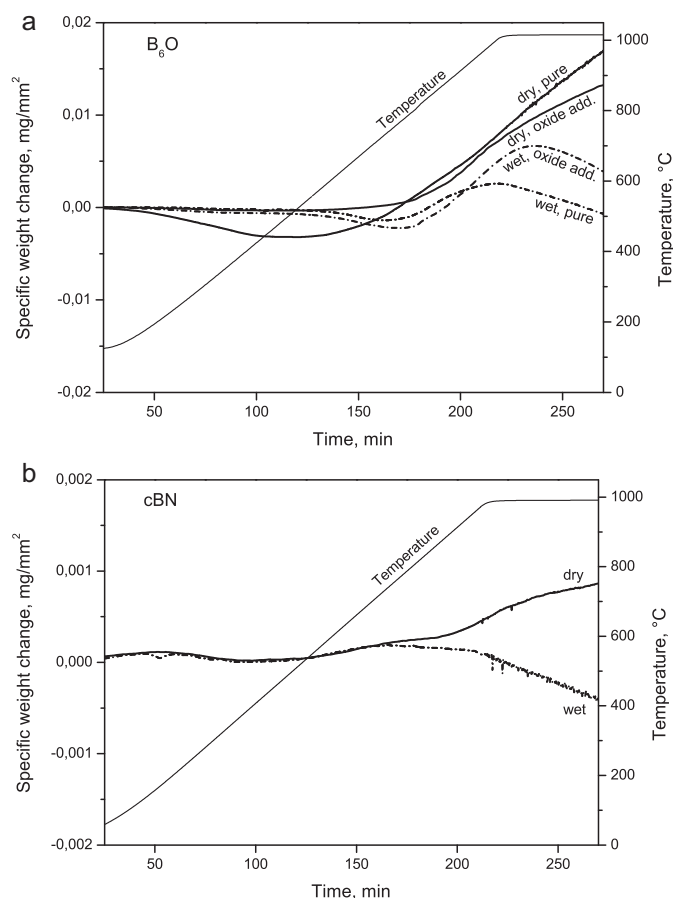 a
B₆O
0,02
0,01
0,00
-0,01
-0,02
Specific weight change, mg/mm²
1000
800
600
400
200
0
Temperature, °C
Temperature
dry, pure
dry, oxide add.
wet, oxide add.
wet, pure
50 100 150 200 250
Time, min
b
cBN
0,002
0,001
0,000
-0,001
-0,002
Specific weight change, mg/mm²
1000
800
600
400
200
0
Temperature, °C
Temperature
dry
wet
50 100 150 200 250
Time, min